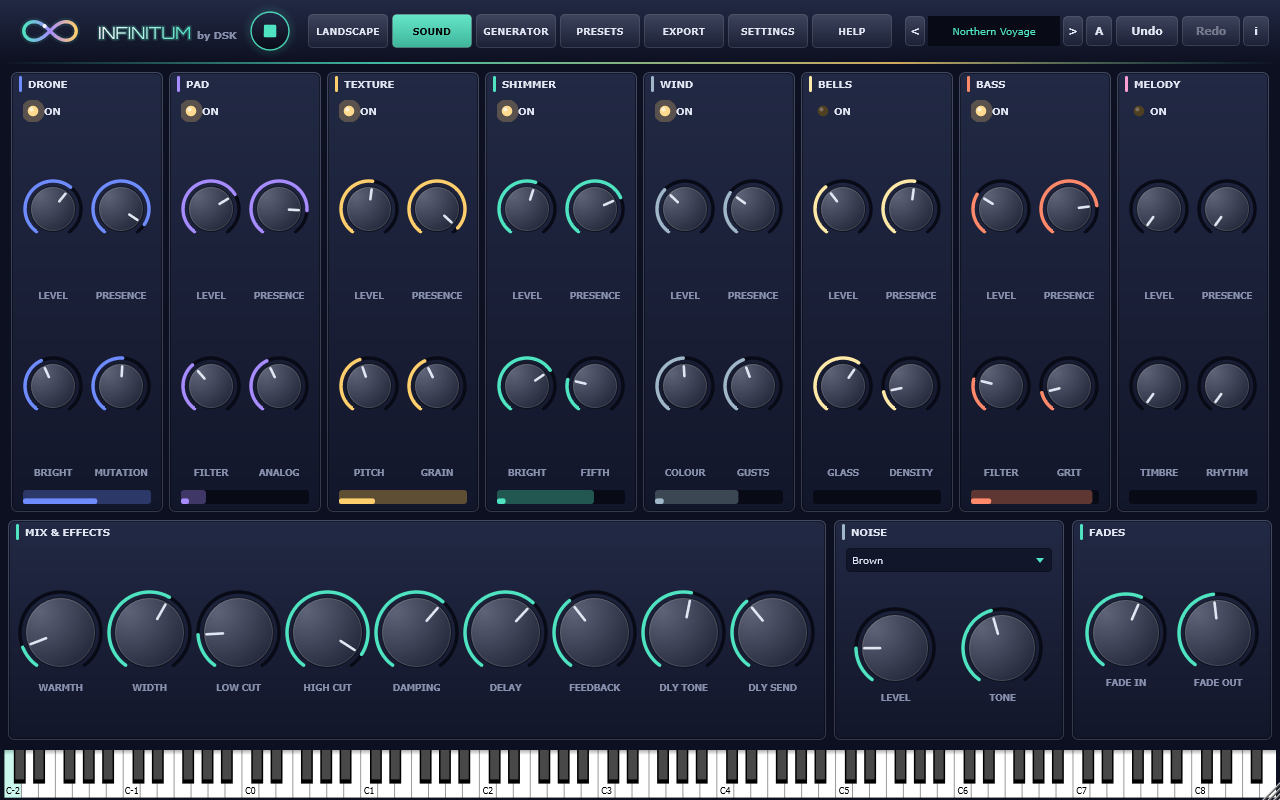 INFINITUM by DSK
LANDSCAPE SOUND GENERATOR PRESETS EXPORT SETTINGS HELP
< Northern Voyage > A Undo Redo i
DRONE PAD TEXTURE SHIMMER WIND BELLS BASS MELODY
ON ON ON ON ON ON ON ON
LEVEL PRESENCE LEVEL PRESENCE LEVEL PRESENCE LEVEL PRESENCE LEVEL PRESENCE LEVEL PRESENCE LEVEL PRESENCE LEVEL PRESENCE
BRIGHT MUTATION FILTER ANALOG PITCH GRAIN BRIGHT FIFTH COLOUR GUSTS GLASS DENSITY FILTER GRIT TIMBRE RHYTHM
MIX & EFFECTS
WARMTH WIDTH LOW CUT HIGH CUT DAMPING DELAY FEEDBACK DLY TONE DLY SEND
NOISE
Brown
LEVEL TONE
FADES
FADE IN FADE OUT
C-2 C-1 C0 C1 C2 C3 C4 C5 C6 C7 C8